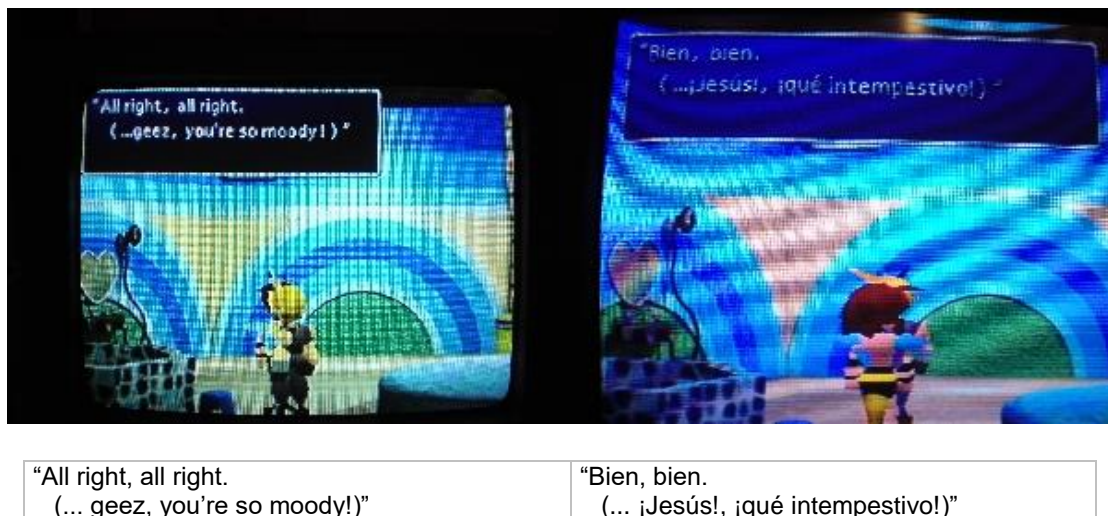 "All right, all right.
(...geez, you're so moody!)"
"Bien, bien.
(...¡Jesús!, ¡qué intempestivo!)"
“All right, all right.
(... geez, you’re so moody!)”
“Bien, bien.
(... ¡Jesús!, ¡qué intempestivo!)”